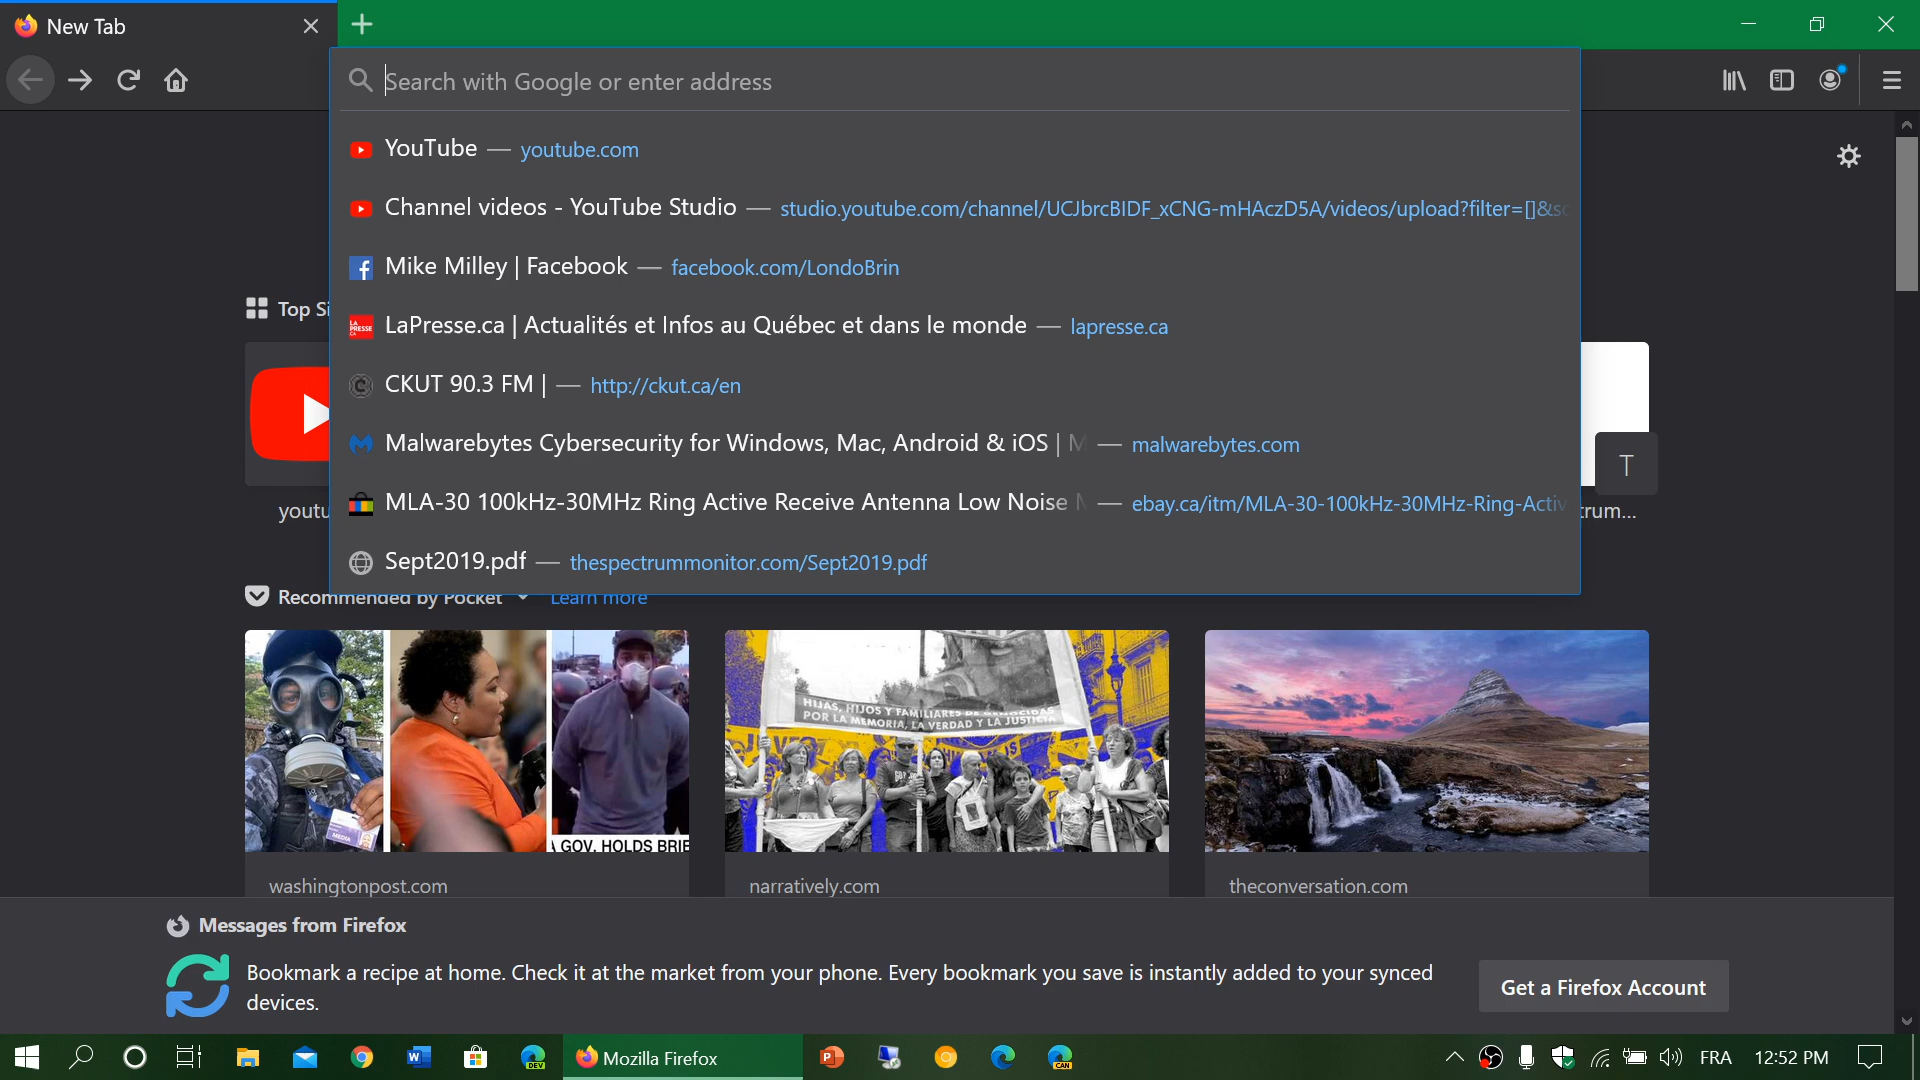 New Tab
Search with Google or enter address
YouTube — youtube.com
Channel videos - YouTube Studio — studio.youtube.com/channel/UCJbrcBIDF_xCNG-mHAczD5A/videos/upload?filter=[]&sc
Mike Milley | Facebook — facebook.com/LondoBrin
LaPresse.ca | Actualités et Infos au Québec et dans le monde — lapresse.ca
CKUT 90.3 FM | — http://ckut.ca/en
Malwarebytes Cybersecurity for Windows, Mac, Android & iOS | M — malwarebytes.com
MLA-30 100kHz-30MHz Ring Active Receive Antenna Low Noise M — ebay.ca/itm/MLA-30-100kHz-30MHz-Ring-Activ
Sept2019.pdf — thespectrummonitor.com/Sept2019.pdf
Top Si
T
youtu
trum...
Recommended by Pocket Learn more
HIJAS, HIJOS Y FAMILIARES DE GENOCIDAS
POR LA MEMORIA, LA VERDAD Y LA JUSTICIA
MEDIA
A GOV. HOLDS BRIE
washingtonpost.com
narratively.com
theconversation.com
Messages from Firefox
Bookmark a recipe at home. Check it at the market from your phone. Every bookmark you save is instantly added to your synced
devices.
Get a Firefox Account
DEV
Mozilla Firefox
CAN
FRA
12:52 PM